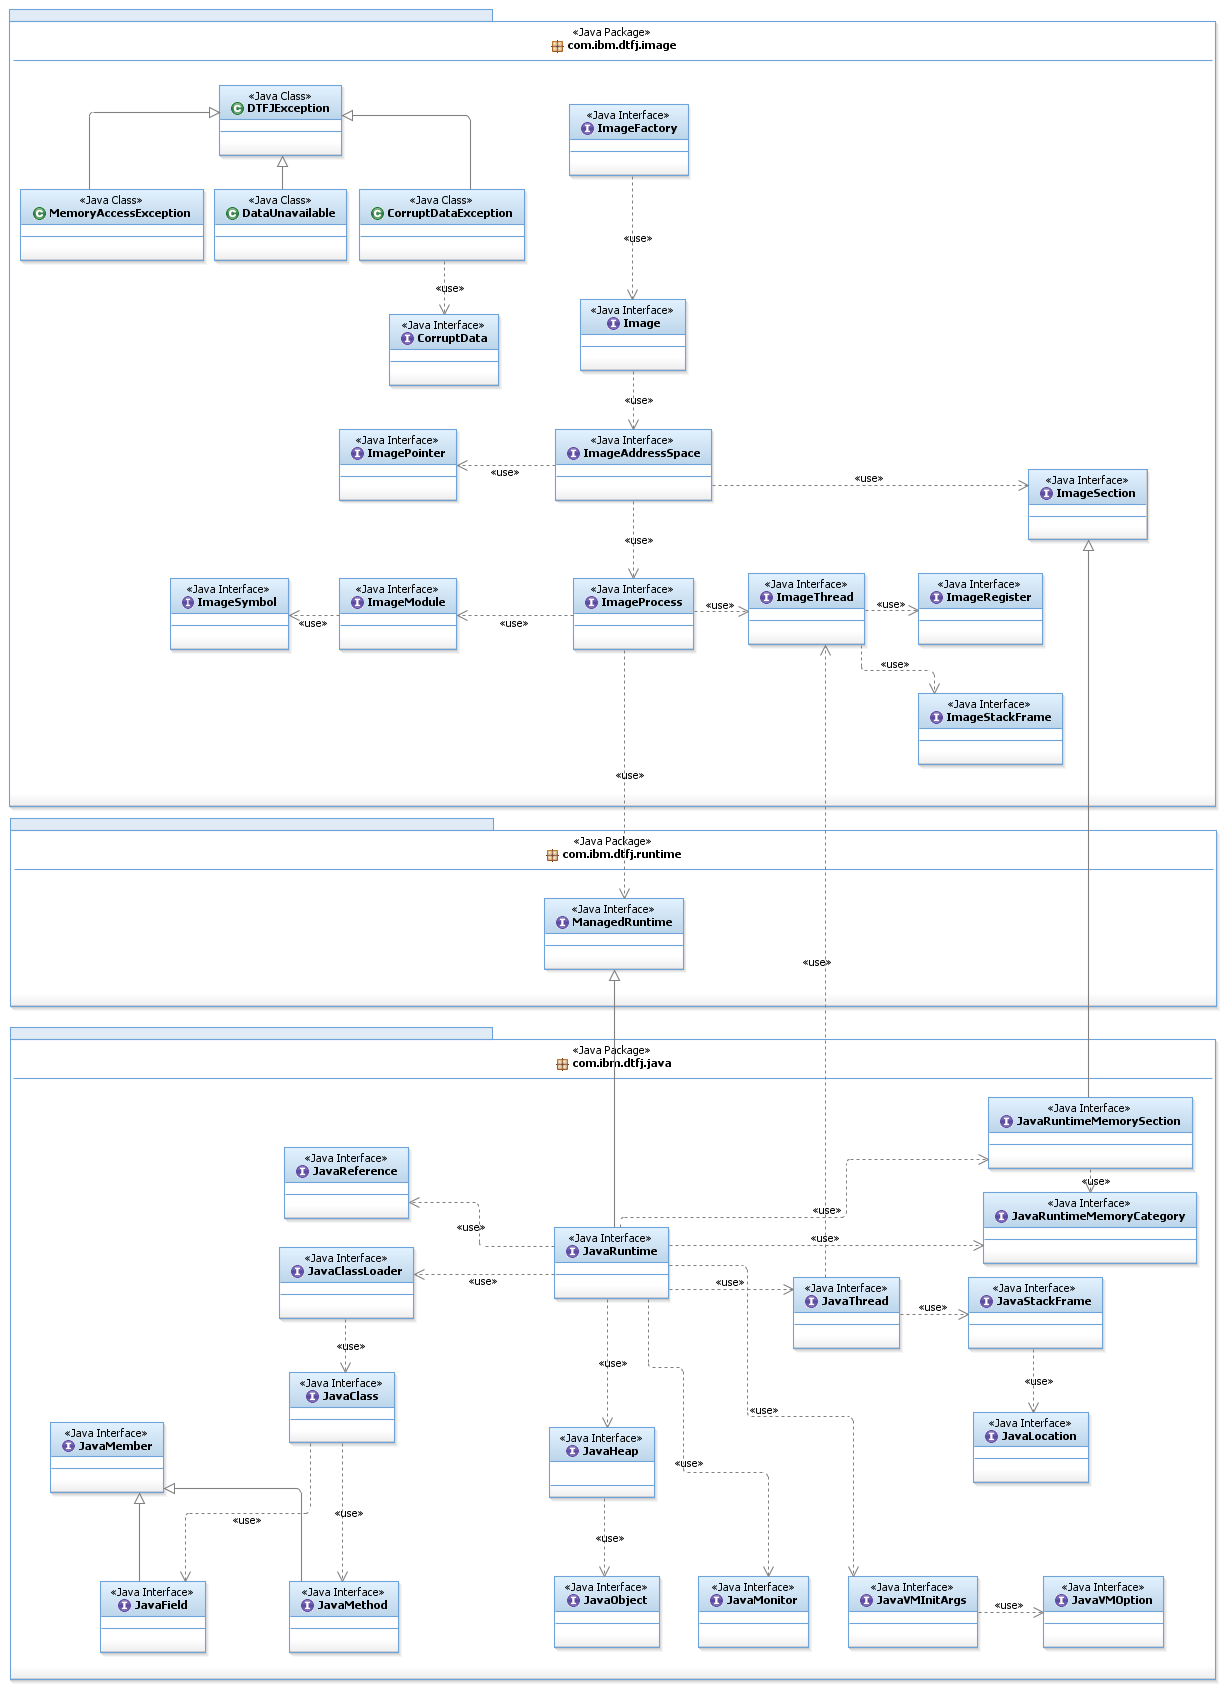 «Java Package»
com.ibm.dtfj.image
«Java Class»
DTFJException
«Java Interface»
ImageFactory
«Java Class»
MemoryAccessException
«Java Class»
DataUnavailable
«Java Class»
CorruptDataException
«use»
«use»
«Java Interface»
CorruptData
«Java Interface»
Image
«use»
«Java Interface»
ImagePointer
«use»
«Java Interface»
ImageAddressSpace
«use»
«Java Interface»
ImageSection
«use»
«Java Interface»
ImageSymbol
«use»
«Java Interface»
ImageModule
«use»
«Java Interface»
ImageProcess
«use»
«Java Interface»
ImageThread
«use»
«Java Interface»
ImageRegister
«use»
«Java Interface»
ImageStackFrame
«use»
«Java Package»
com.ibm.dtfj.runtime
«Java Interface»
ManagedRuntime
«use»
«Java Package»
com.ibm.dtfj.java
«Java Interface»
JavaRuntimeMemorySection
«use»
«Java Interface»
JavaReference
«use»
«use»
«Java Interface»
JavaRuntimeMemoryCategory
«Java Interface»
JavaRuntime
«use»
«Java Interface»
JavaClassLoader
«use»
«use»
«Java Interface»
JavaThread
«use»
«Java Interface»
JavaStackFrame
«use»
«use»
«use»
«Java Interface»
JavaClass
«use»
«Java Interface»
JavaMember
«Java Interface»
JavaHeap
«use»
«Java Interface»
JavaLocation
«use»
«use»
«use»
«Java Interface»
JavaField
«Java Interface»
JavaMethod
«Java Interface»
JavaObject
«Java Interface»
JavaMonitor
«Java Interface»
JavaVMInitArgs
«use»
«Java Interface»
JavaVMOption